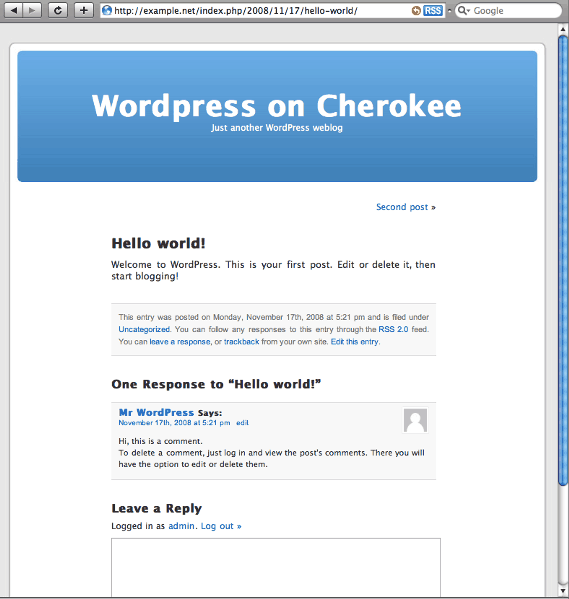 http://example.net/index.php/2008/11/17/hello-world/
RSS
Google
Wordpress on Cherokee
Just another WordPress weblog
Second post »
Hello world!
Welcome to WordPress. This is your first post. Edit or delete it, then
start blogging!
This entry was posted on Monday, November 17th, 2008 at 5:21 pm and is filed under
Uncategorized. You can follow any responses to this entry through the RSS 2.0 feed.
You can leave a response, or trackback from your own site. Edit this entry.
One Response to “Hello world!”
Mr WordPress Says:
November 17th, 2008 at 5:21 pm edit
Hi, this is a comment.
To delete a comment, just log in and view the post's comments. There you will
have the option to edit or delete them.
Leave a Reply
Logged in as admin. Log out »